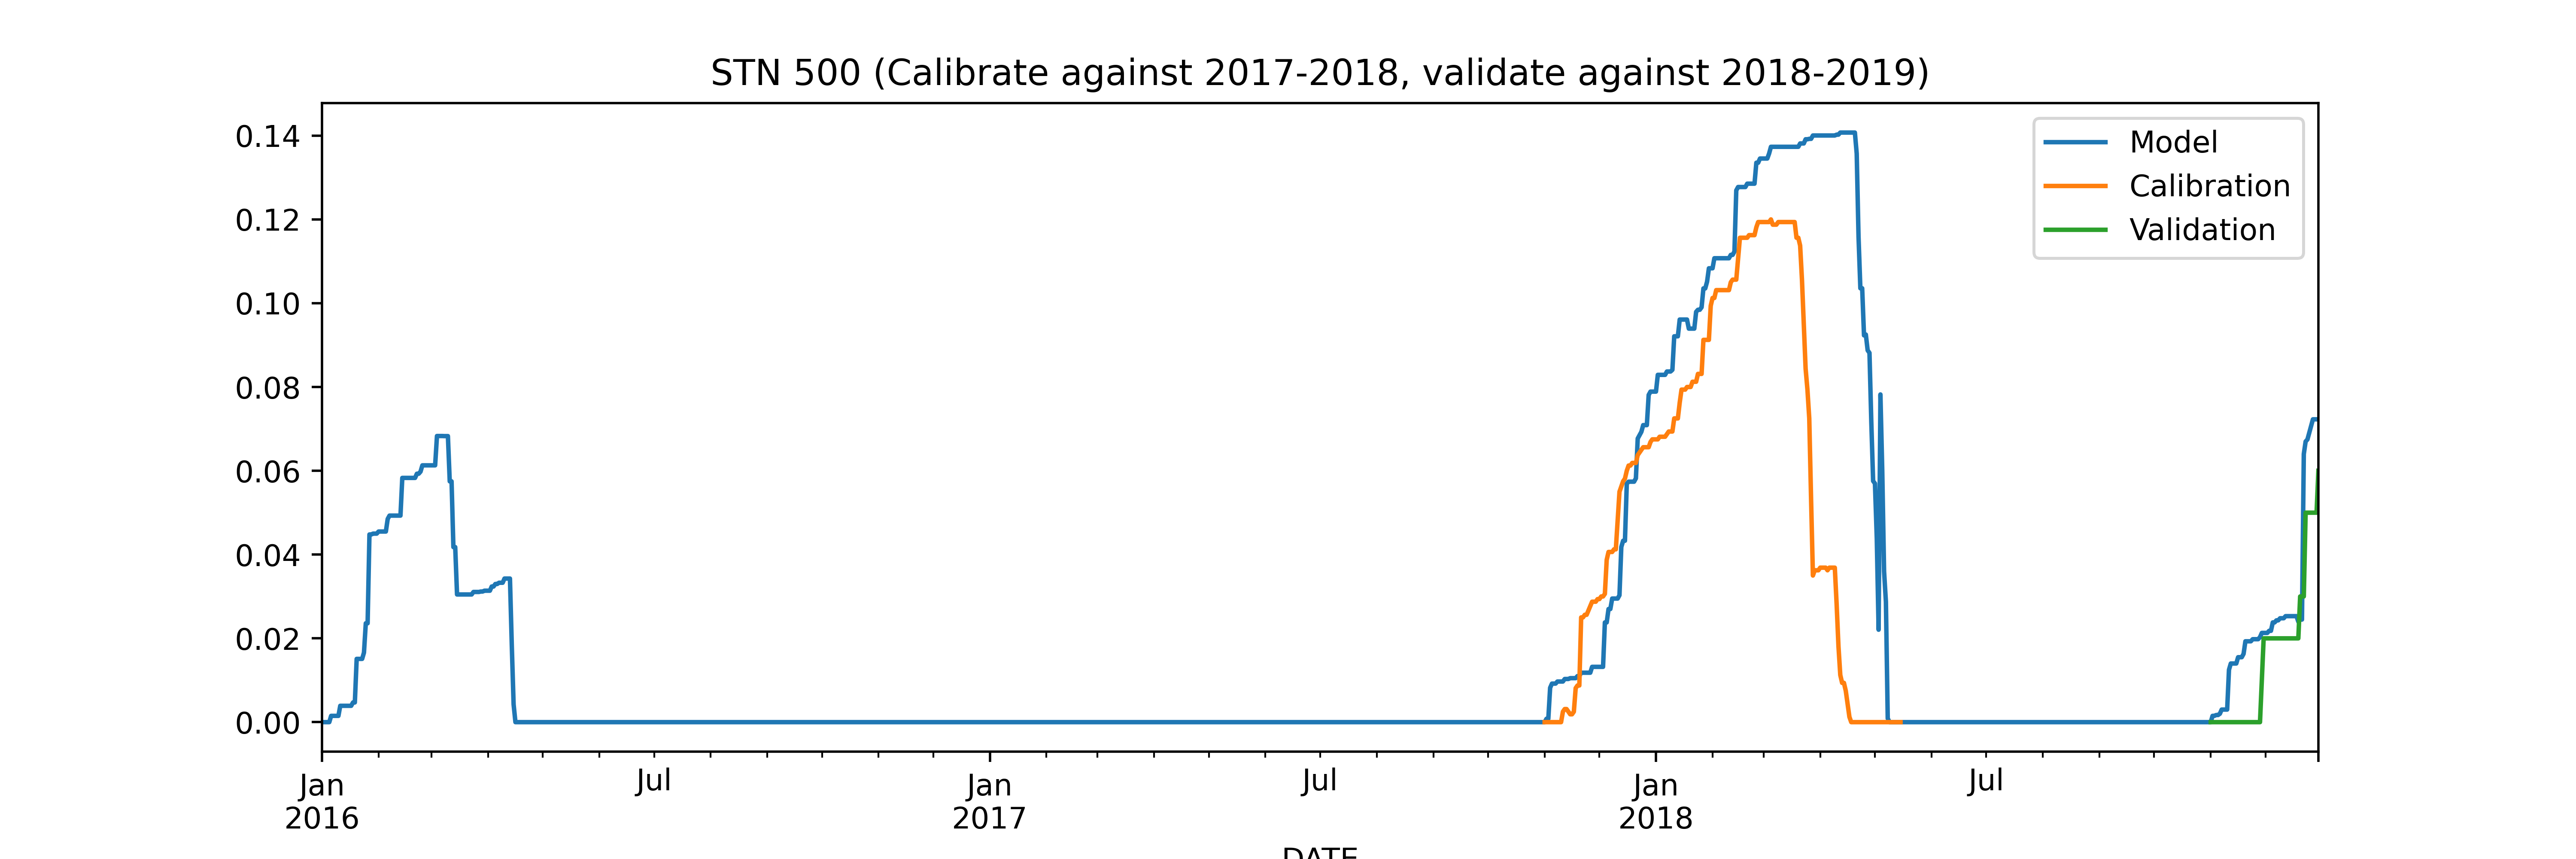 STN 500 (Calibrate against 2017-2018, validate against 2018-2019)
0.14
0.12
0.10
0.08
0.06
0.04
0.02
0.00
Model
Calibration
Validation
Jan Jul Jan Jul Jan Jul
2016 2017 2018
DATE